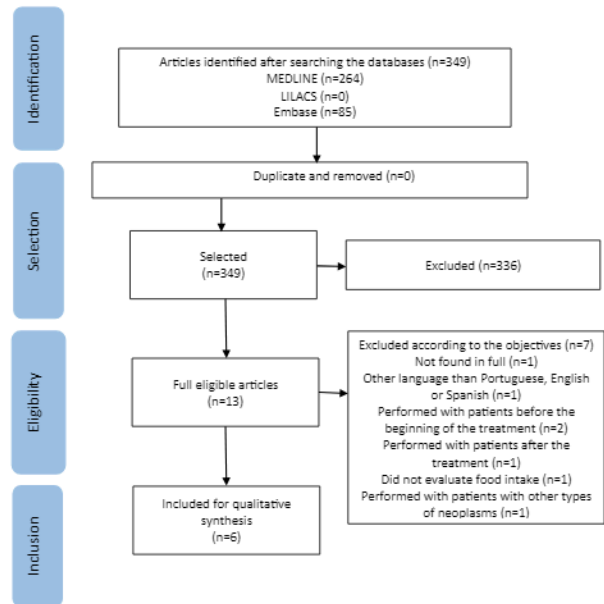 Identification
Articles identified after searching the databases (n=349)
MEDLINE (n=264)
LILACS (n=0)
Embase (n=85)
Selection
Duplicate and removed (n=0)
Selected
(n=349)
Excluded (n=336)
Eligibility
Full eligible articles
(n=13)
Excluded according to the objectives (n=7)
Not found in full (n=1)
Other language than Portuguese, English
or Spanish (n=1)
Performed with patients before the
beginning of the treatment (n=2)
Performed with patients after the
treatment (n=1)
Did not evaluate food intake (n=1)
Performed with patients with other types
of neoplasms (n=1)
Inclusion
Included for qualitative
synthesis
(n=6)